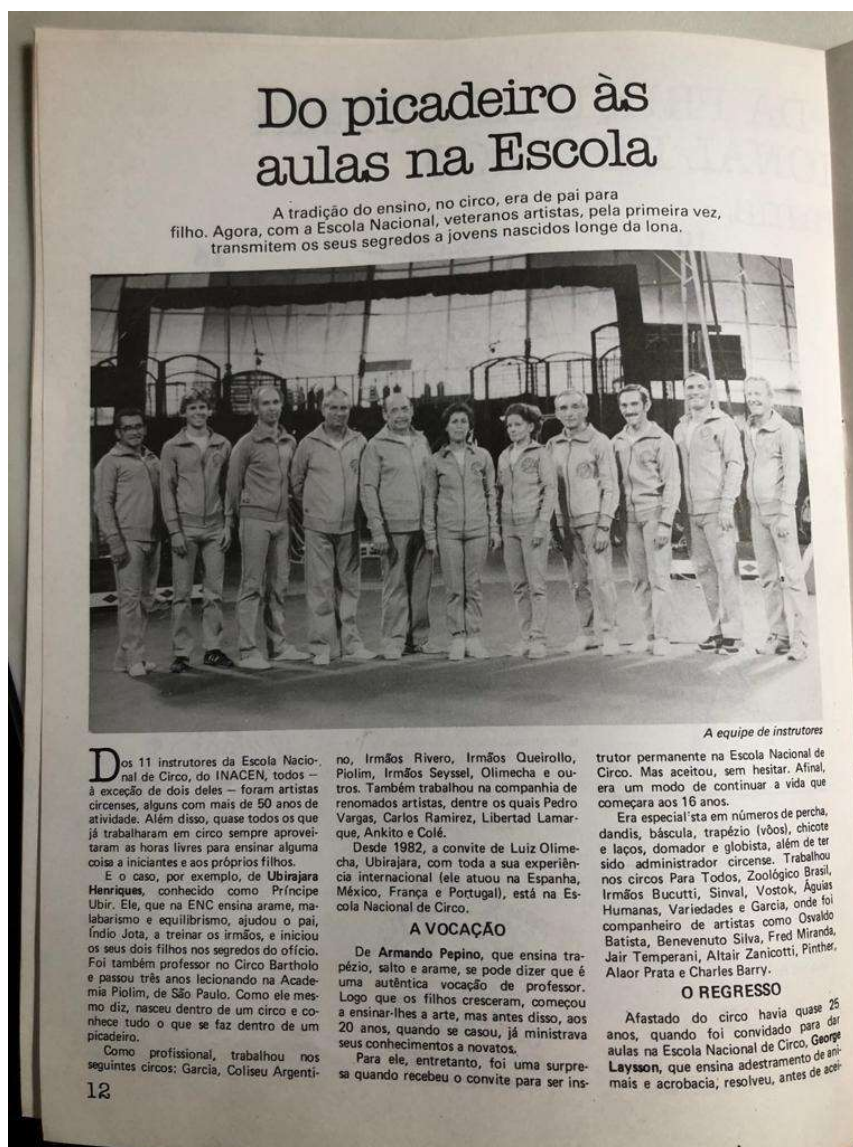 Do picadeiro às
aulas na Escola
A tradição do ensino, no circo, era de pai para
filho. Agora, com a Escola Nacional, veteranos artistas, pela primeira vez,
transmitem os seus segredos a jovens nascidos longe da lona.
A equipe de instrutores
Dos 11 instrutores da Escola Nacio-
nal de Circo, do INACEN, todos —
à exceção de dois deles — foram artistas
circenses, alguns com mais de 50 anos de
atividade. Além disso, quase todos os que
já trabalharam em circo sempre aprovei-
taram as horas livres para ensinar alguma
coisa a iniciantes e aos próprios filhos.
E o caso, por exemplo, de Ubirajara
Henriques, conhecido como Príncipe
Ubir. Ele, que na ENC ensina arame, ma-
labarismo e equilibrismo, ajudou o pai,
Índio Jota, a treinar os irmãos, e iniciou
os seus dois filhos nos segredos do ofício.
Foi também professor no Circo Bartholo
e passou três anos lecionando na Acade-
mia Piolim, de São Paulo. Como ele mes-
mo diz, nasceu dentro de um circo e co-
nhece tudo o que se faz dentro de um
picadeiro.
Como profissional, trabalhou nos
seguintes circos: Garcia, Coliseu Argenti-
no, Irmãos Rivero, Irmãos Queirollo,
Piolim, Irmãos Seyssel, Olimecha e ou-
tros. Também trabalhou na companhia de
renomados artistas, dentre os quais Pedro
Vargas, Carlos Ramirez, Libertad Lamar-
que, Ankito e Colé.
Desde 1982, a convite de Luiz Olime-
cha, Ubirajara, com toda a sua experiên-
cia internacional (ele atuou na Espanha,
México, França e Portugal), está na Es-
cola Nacional de Circo.
A VOCAÇÃO
De Armando Pepino, que ensina tra-
pézio, salto e arame, se pode dizer que é
uma autêntica vocação de professor.
Logo que os filhos cresceram, começou
a ensinar-lhes a arte, mas antes disso, aos
20 anos, quando se casou, já ministrava
seus conhecimentos a novatos.
Para ele, entretanto, foi uma surpre-
sa quando recebeu o convite para ser ins-
trutor permanente na Escola Nacional de
Circo. Mas aceitou, sem hesitar. Afinal,
era um modo de continuar a vida que
começara aos 16 anos.
Era especial'sta em números de percha,
dandis, báscula, trapézio (vôos), chicote
e laços, domador e globista, além de ter
sido administrador circense. Trabalhou
nos circos Para Todos, Zoológico Brasil,
Irmãos Bucutti, Sinval, Vostok, Águias
Humanas, Variedades e Garcia, onde foi
companheiro de artistas como Osvaldo
Batista, Benevenuto Silva, Fred Miranda,
Jair Temperani, Altair Zanicotti, Pinther,
Alaor Prata e Charles Barry.
O REGRESSO
Afastado do circo havia quase 25
anos, quando foi convidado para dar
aulas na Escola Nacional de Circo, George
Laysson, que ensina adestramento de ani-
mais e acrobacia, resolveu, antes de acei-
12